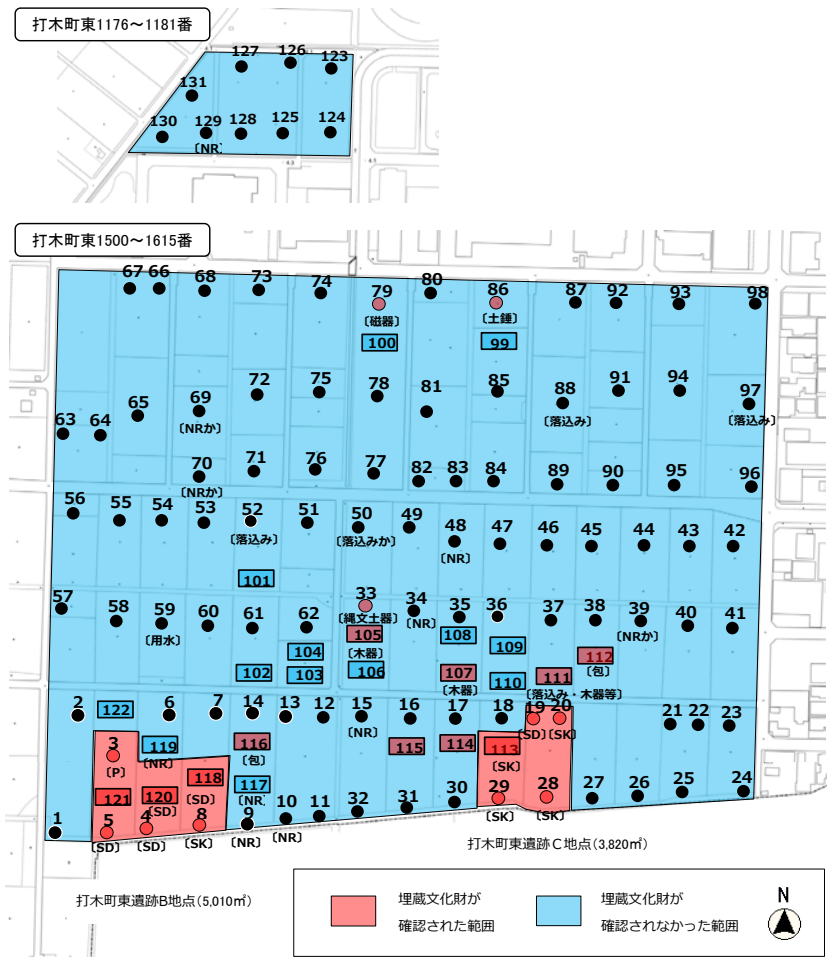 打木町東1176～1181番
127 126 123
131
130 129 128 125 124
〔NR〕
4.3 4.1
打木町東1500～1615番
67 66 68 73 74 79 80 86 87 92 93 98
〔磁器〕 〔土錘〕
100 99
65 69 72 75 78 81 85 88 91 94 97
〔NRか〕 〔落込み〕 〔落込み〕
63 64
70 71 76 77 82 83 84 89 90 95 96
〔NRか〕
56 55 54 53 52 51 50 49 48 47 46 45 44 43 42
〔落込み〕 〔落込みか〕 〔NR〕
101
57 58 59 60 61 62 33 34 35 36 37 38 39 40 41
〔用水〕 〔縄文土器〕 〔NR〕 〔NRか〕
105 108 109 112
104 〔木器〕 〔包〕
102 103 106 107 110 111
〔木器〕 〔落込み・木器等〕
2 122 6 7 14 13 12 15 16 17 18 19 20 21 22 23
〔NR〕 〔SD〕 〔SK〕
3 119 116 115 114 113
〔P〕 〔NR〕 〔包〕 〔SK〕
118 117
121 120 〔SD〕 〔NR〕
〔SD〕
1 5 4 8 9 10 11 32 31 30 29 28 27 26 25 24
〔SD〕 〔SD〕 〔SK〕 〔NR〕 〔NR〕 〔SK〕 〔SK〕
打木町東遺跡C地点(3,820㎡)
打木町東遺跡B地点(5,010㎡)
埋蔵文化財が
確認された範囲
埋蔵文化財が
確認されなかった範囲
N